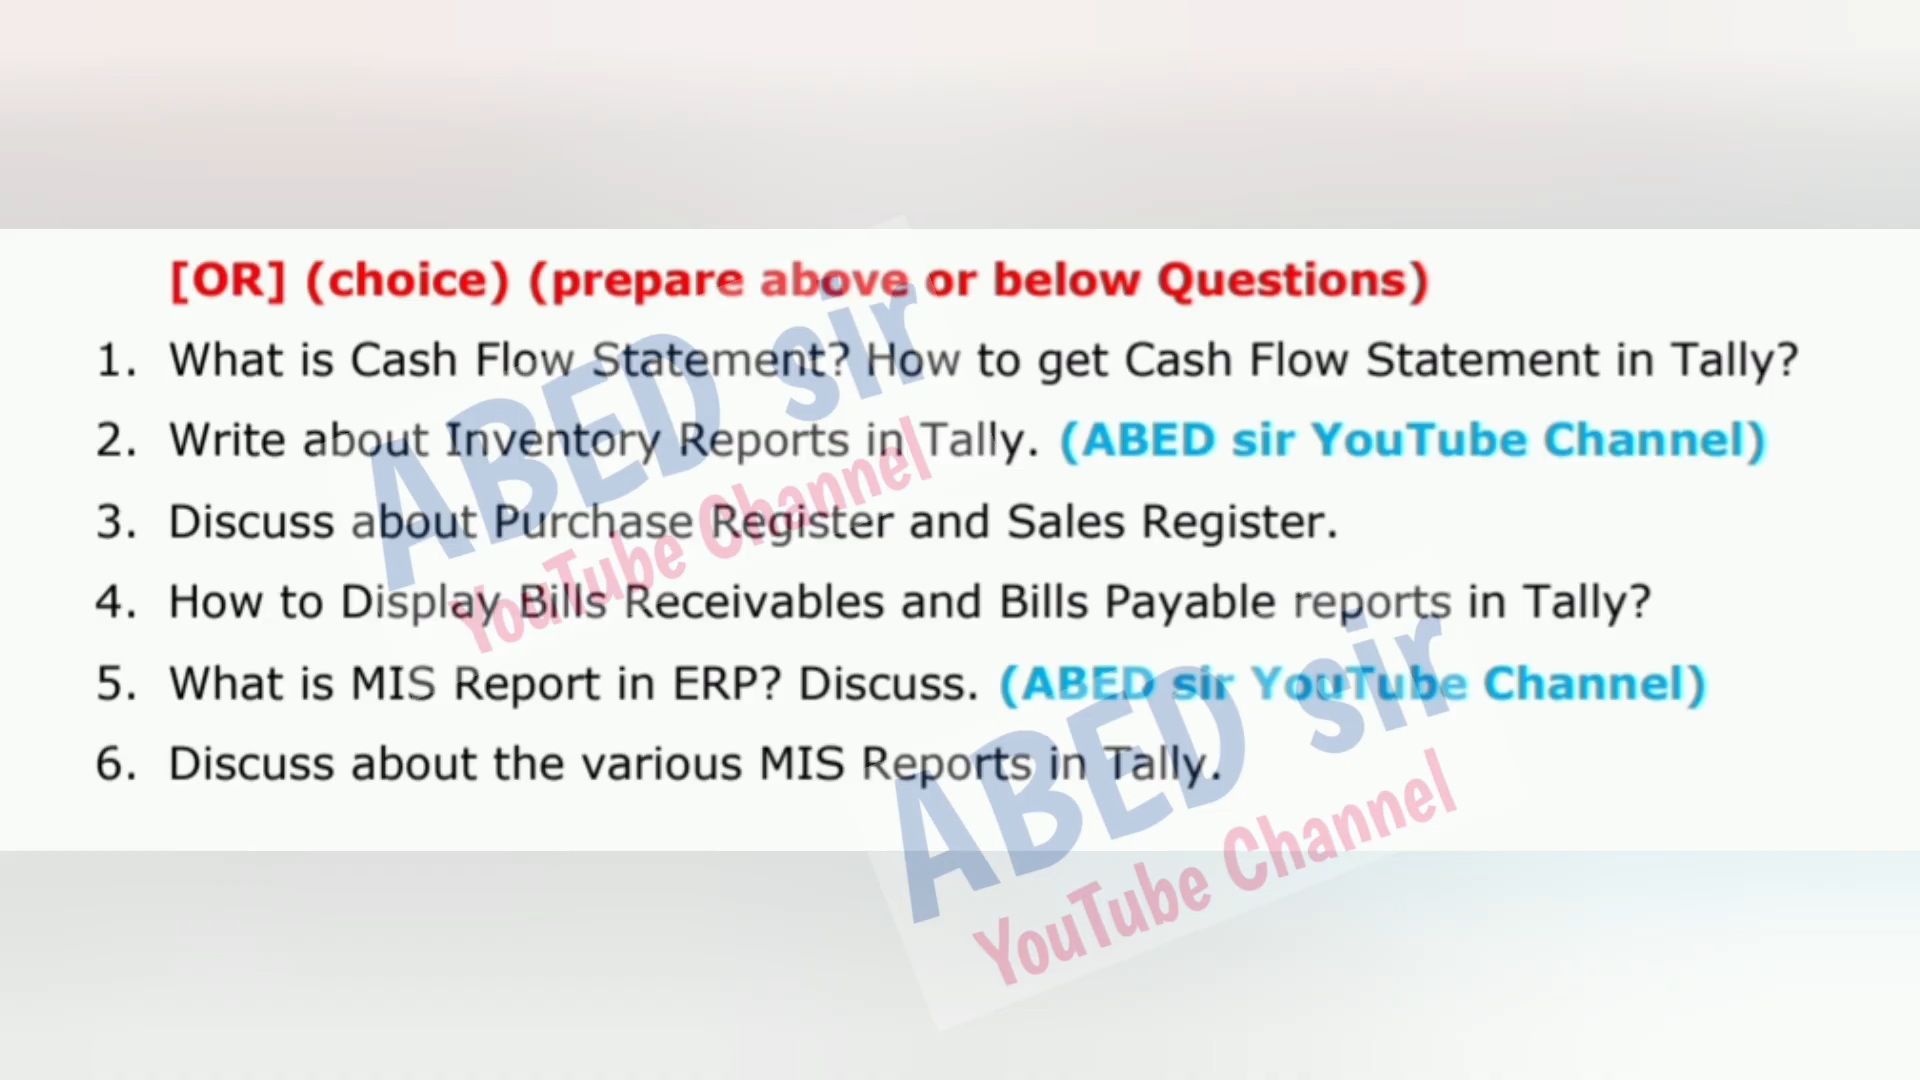 [OR] (choice) (prepare above or below Questions)
1. What is Cash Flow Statement? How to get Cash Flow Statement in Tally?
2. Write about Inventory Reports in Tally. (ABED sir YouTube Channel)
3. Discuss about Purchase Register and Sales Register.
4. How to Display Bills Receivables and Bills Payable reports in Tally?
5. What is MIS Report in ERP? Discuss. (ABED sir YouTube Channel)
6. Discuss about the various MIS Reports in Tally.
ABED sir
YouTube Channel
ABED sir
YouTube Channel